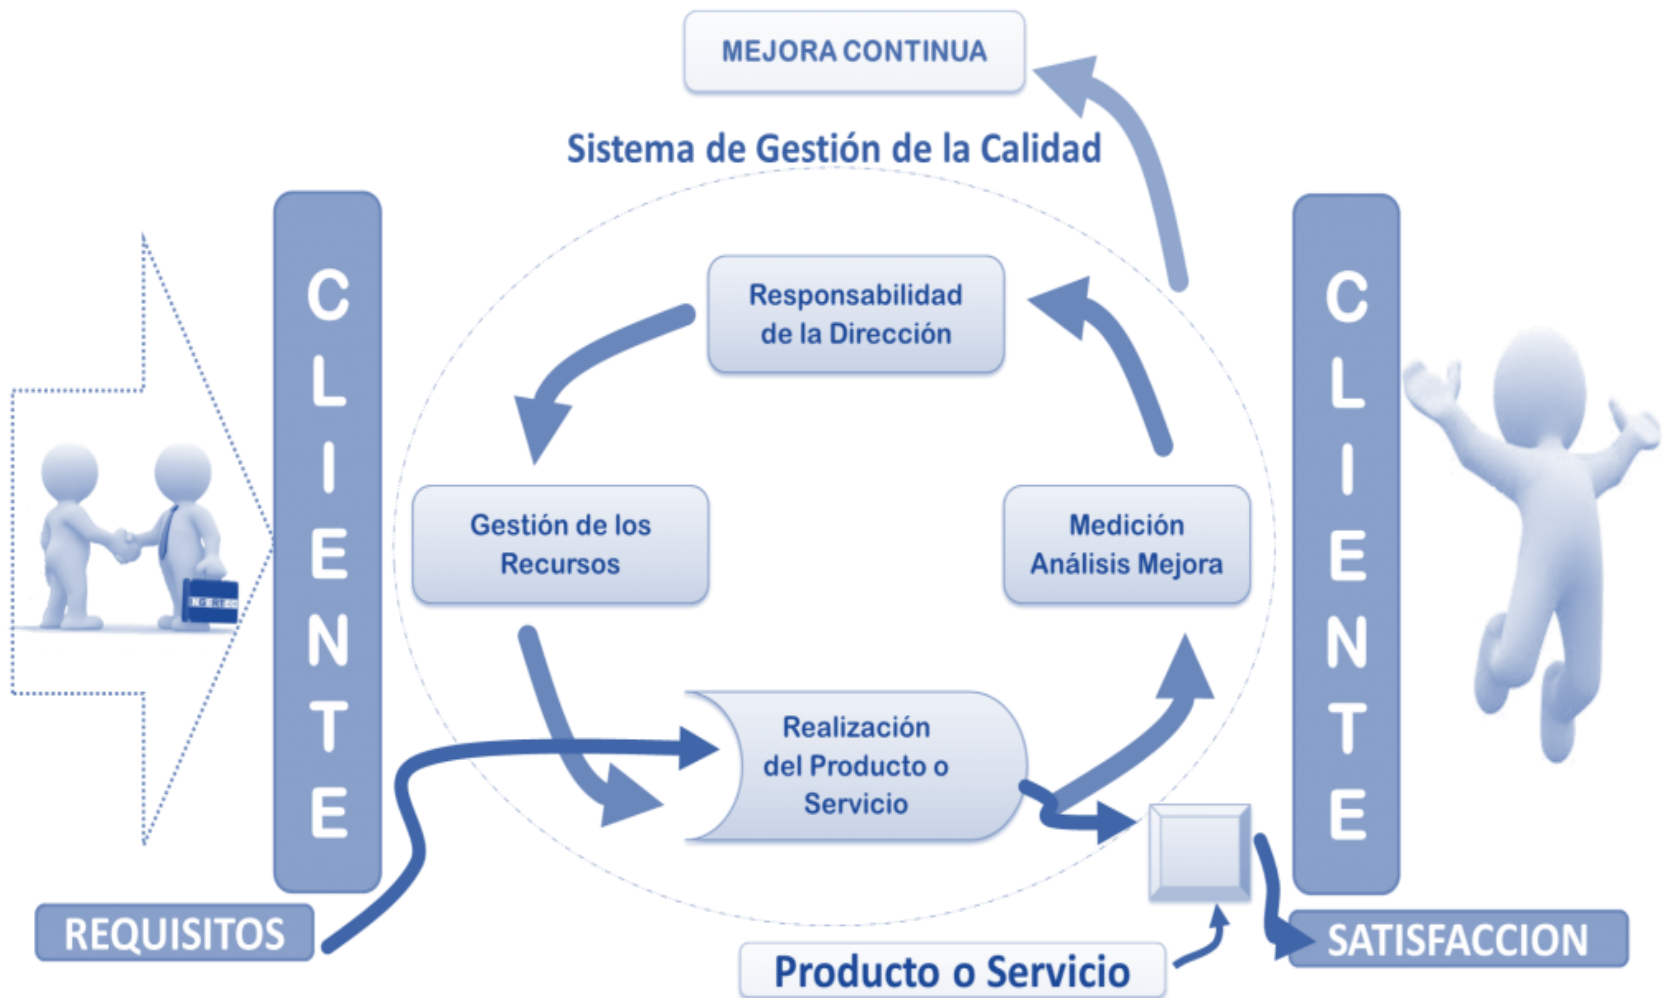 MEJORA CONTINUA
Sistema de Gestión de la Calidad
CLIENTE
Responsabilidad
de la Dirección
Gestión de los
Recursos
Medición
Análisis Mejora
Realización
del Producto o
Servicio
CLIENTE
REQUISITOS
SATISFACCION
Producto o Servicio